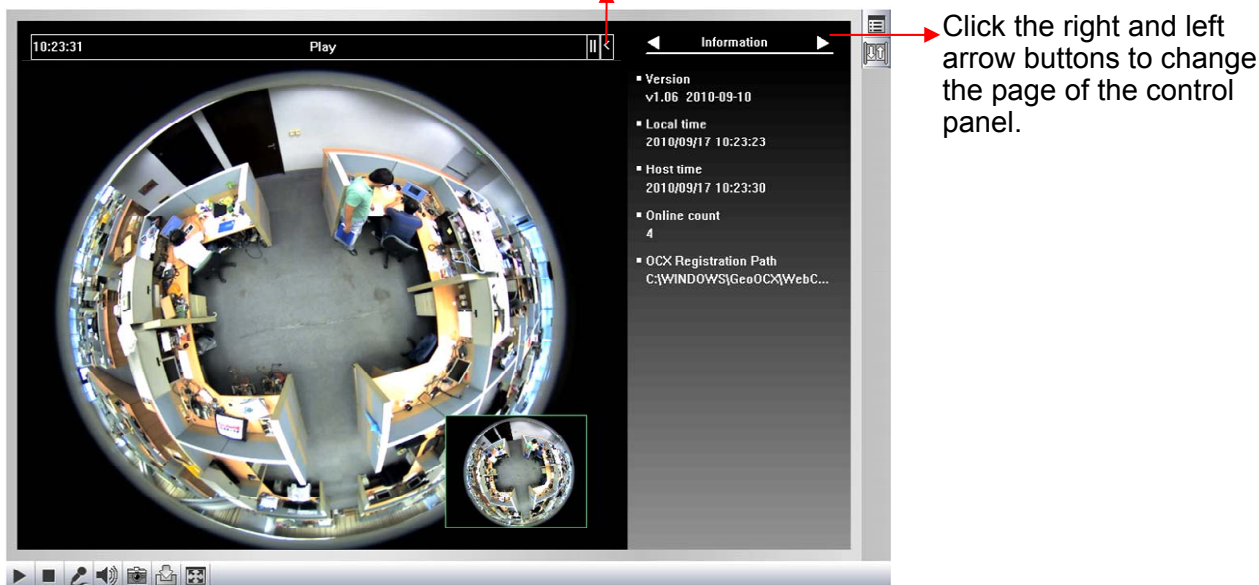 10:23:31 Play
Information
Version
v1.06 2010-09-10
Local time
2010/09/17 10:23:23
Host time
2010/09/17 10:23:30
Online count
4
OCX Registration Path
C:\WINDOWS\GeoOCX\WebC...
Click the right and left
arrow buttons to change
the page of the control
panel.